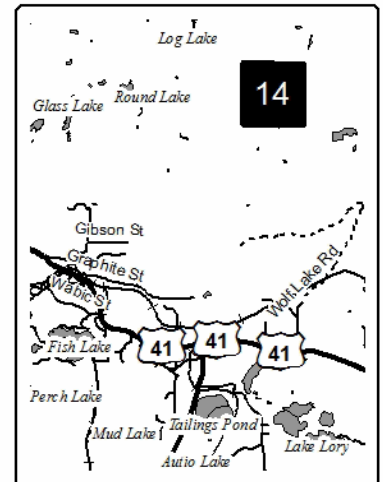 Log Lake
14
Round Lake
Glass Lake
Gibson St
Graphite St
Wabic St
Wolf Lake Rd
Fish Lake
41
41
41
Perch Lake
Mud Lake
Tailings Pond
Lake Lory
Autio Lake